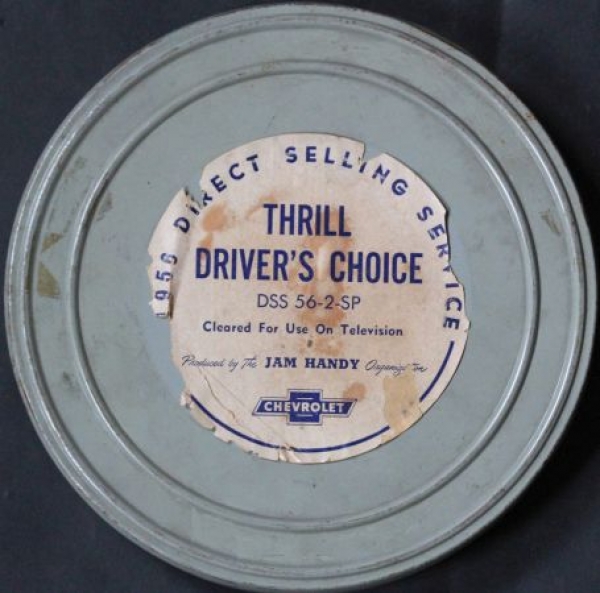 1956 DIRECT SELLING SERVICE
THRILL
DRIVER'S CHOICE
DSS 56-2-SP
Cleared For Use On Television
Produced by The JAM HANDY Organization
CHEVROLET